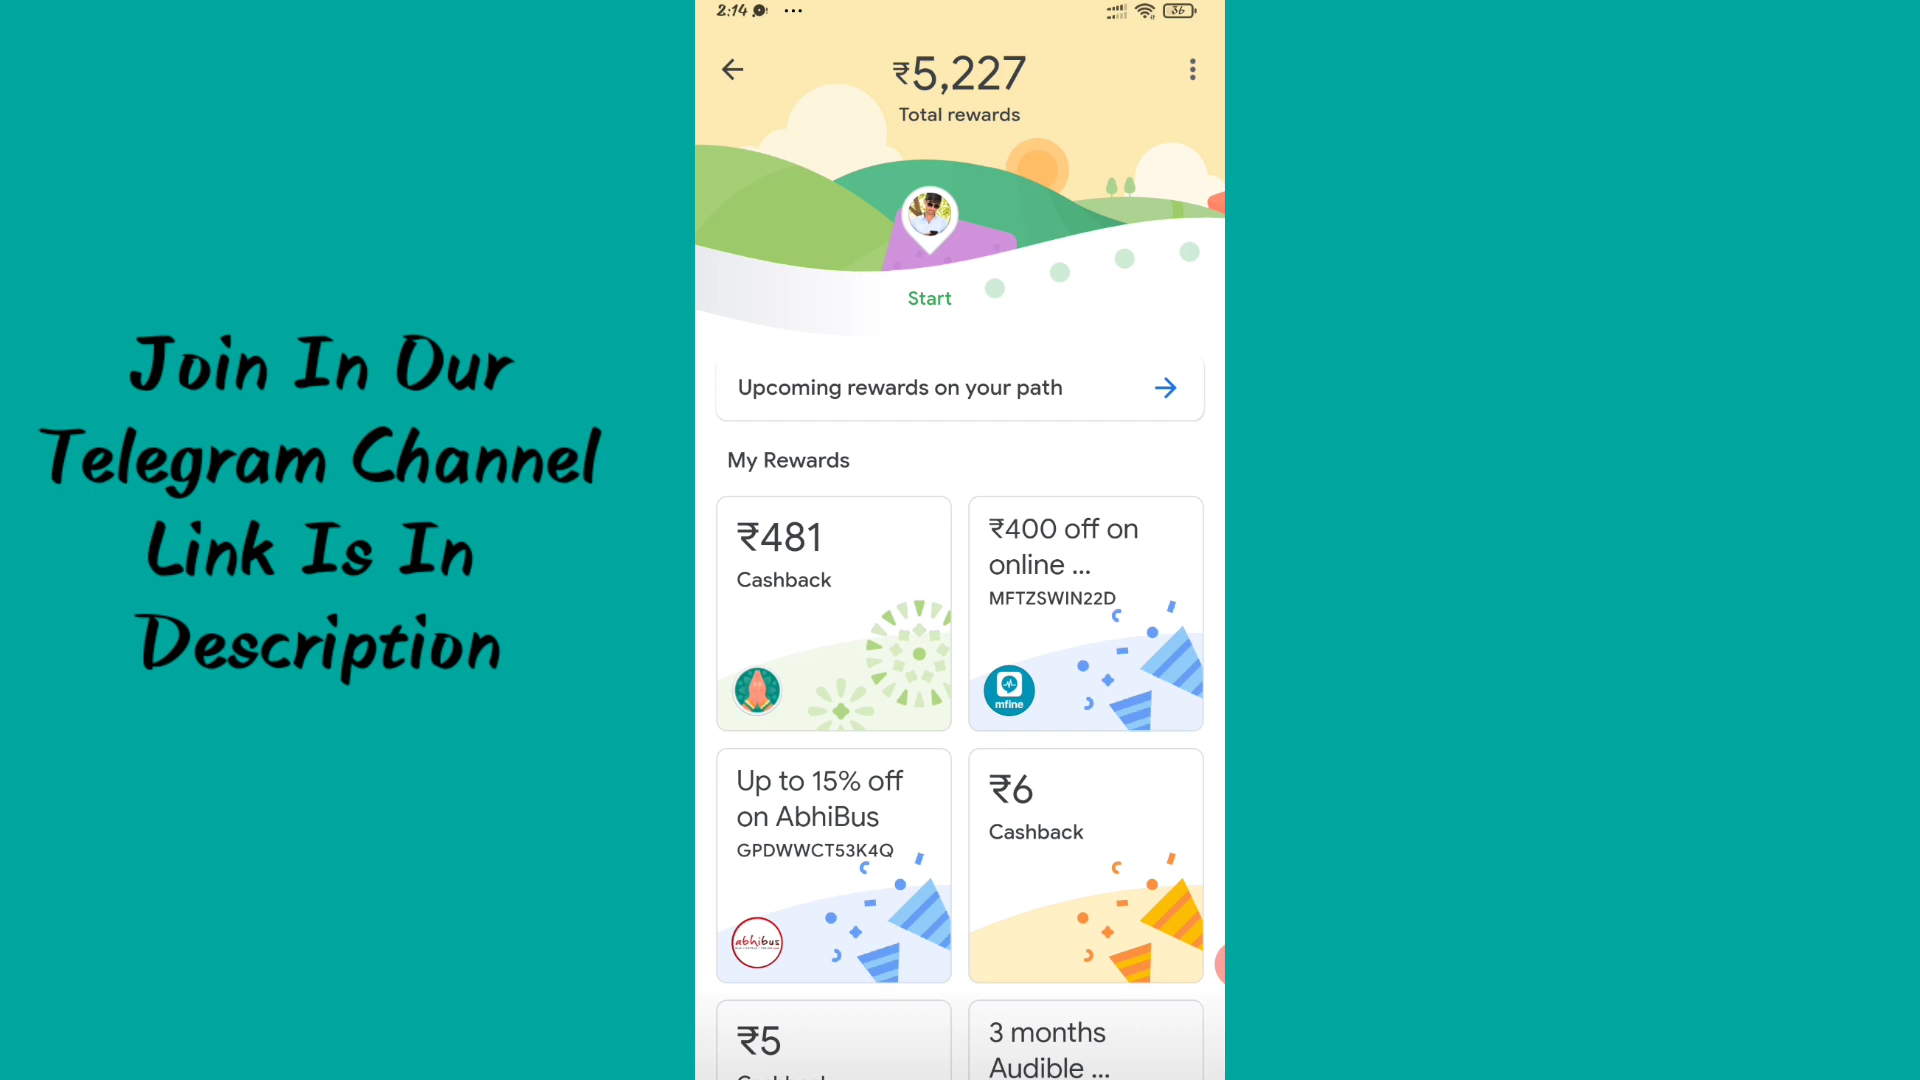 Join In Our
Telegram Channel
Link Is In
Description
2:14
36
₹5,227
Total rewards
Start
Upcoming rewards on your path
My Rewards
₹481
Cashback
₹400 off on
online ...
MFTZSWIN22D
mfine
Up to 15% off
on AbhiBus
GPDWWCT53K4Q
abhibus
₹6
Cashback
₹5
3 months
Audible ...